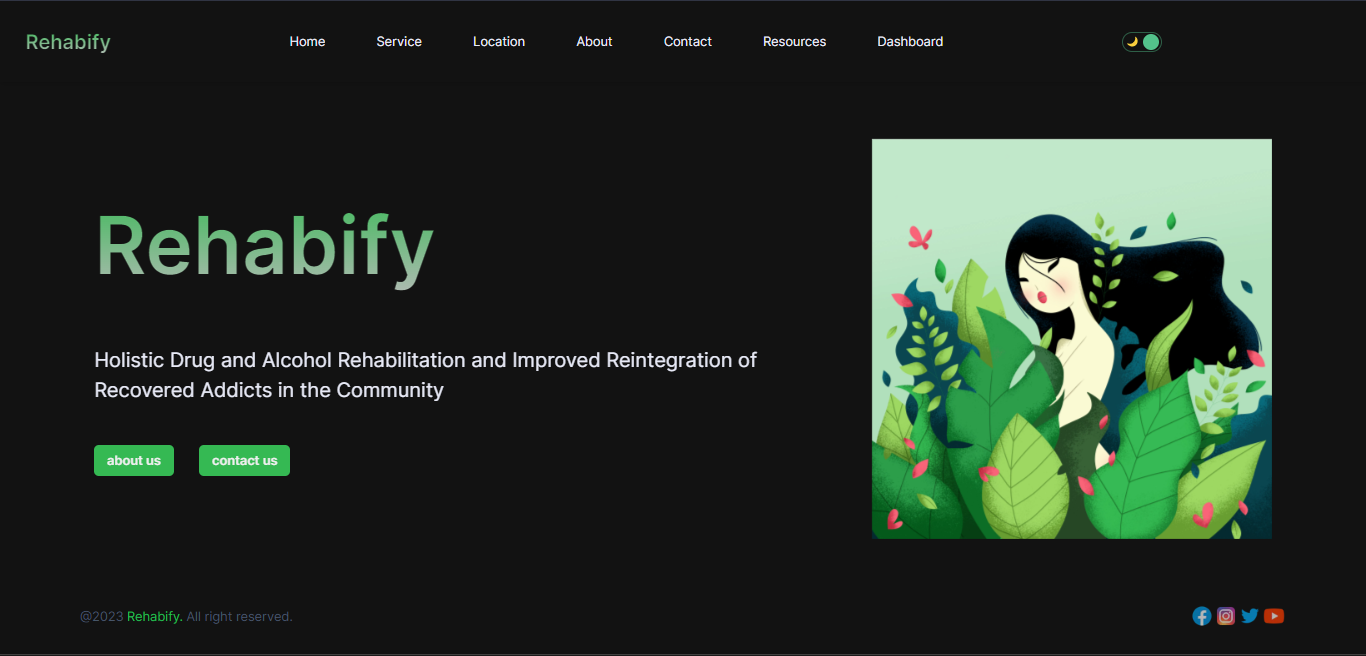 Rehabify
Home Service Location About Contact Resources Dashboard
Rehabify
Holistic Drug and Alcohol Rehabilitation and Improved Reintegration of
Recovered Addicts in the Community
about us contact us
@2023 Rehabify. All right reserved.